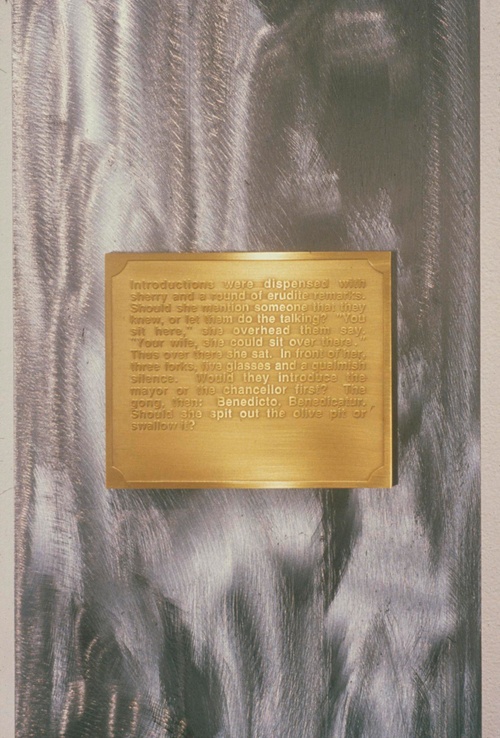 Introductions were dispensed with
sherry and a round of erudite remarks.
Should she mention someone that they
knew, or let them do the talking? "You
sit here," she overhead them say.
"Your wife, she could sit over there."
Thus over there she sat. In front of her,
three forks, five glasses and a qualmish
silence. Would they introduce the
mayor or the chancellor first? The
gong, then: Benedicto, Benedicatur.
Should she spit out the olive pit or
swallow it?